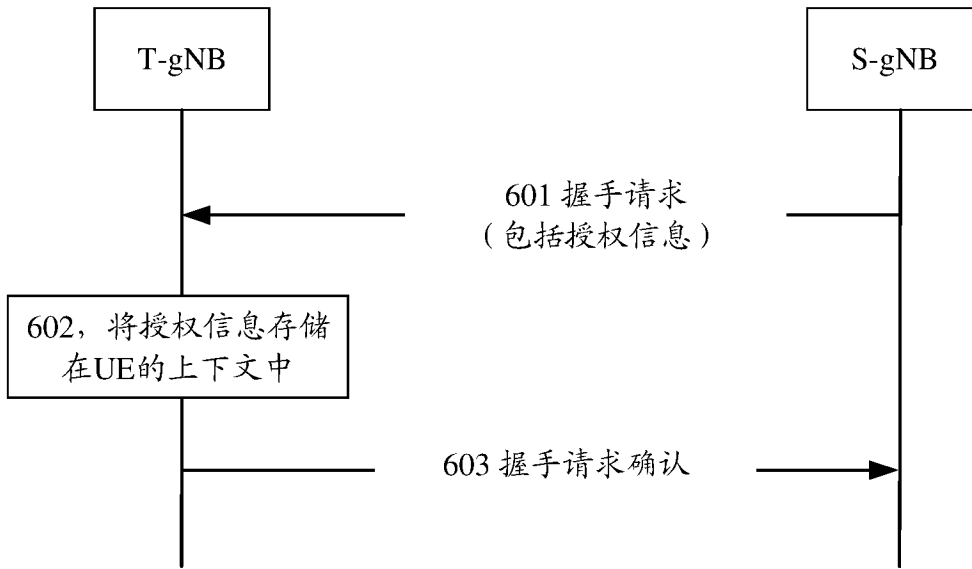 T-gNB
S-gNB
601 握手请求
（包括授权信息）
602，将授权信息存储
在UE的上下文中
603 握手请求确认